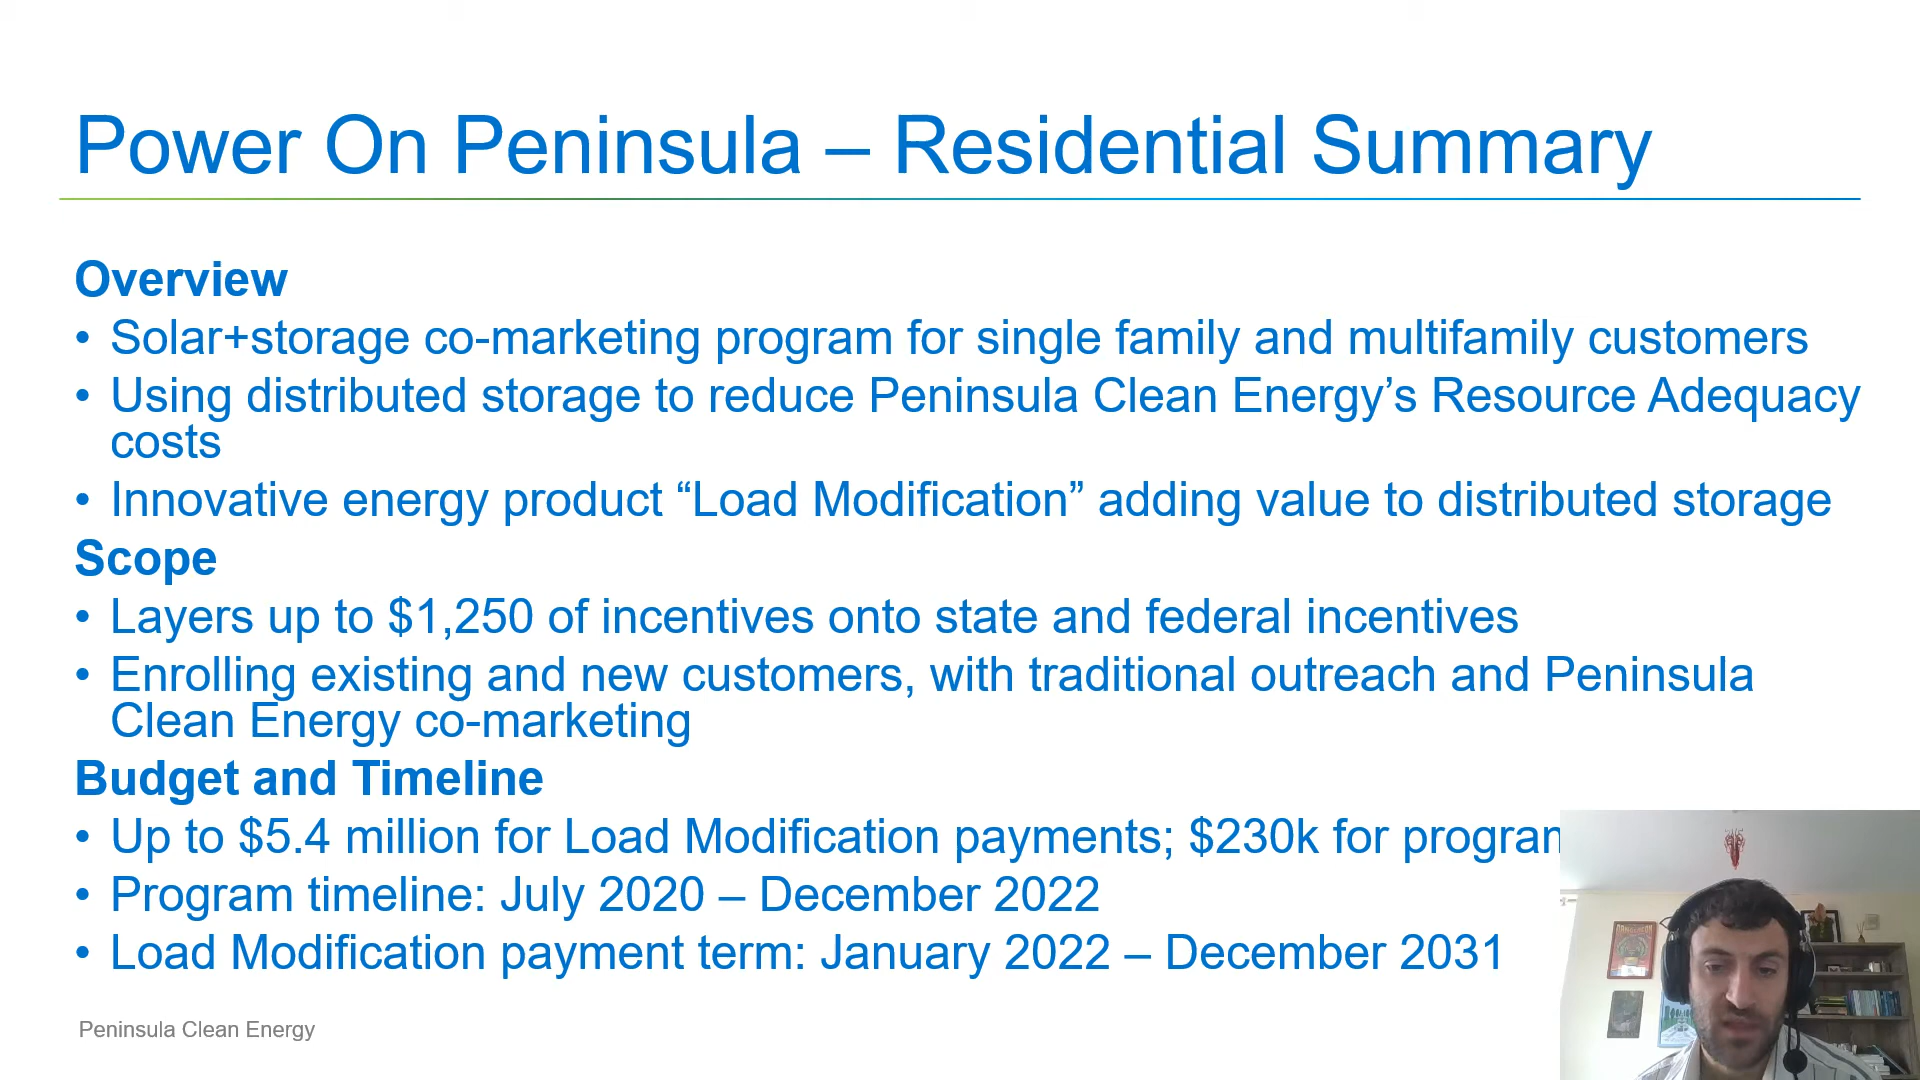 Power On Peninsula – Residential Summary
Overview
• Solar+storage co-marketing program for single family and multifamily customers
• Using distributed storage to reduce Peninsula Clean Energy’s Resource Adequacy
costs
• Innovative energy product “Load Modification” adding value to distributed storage
Scope
• Layers up to $1,250 of incentives onto state and federal incentives
• Enrolling existing and new customers, with traditional outreach and Peninsula
Clean Energy co-marketing
Budget and Timeline
• Up to $5.4 million for Load Modification payments; $230k for
• Program timeline: July 2020 – December 2022
• Load Modification payment term: January 2022 – December 2031
Peninsula Clean Energy